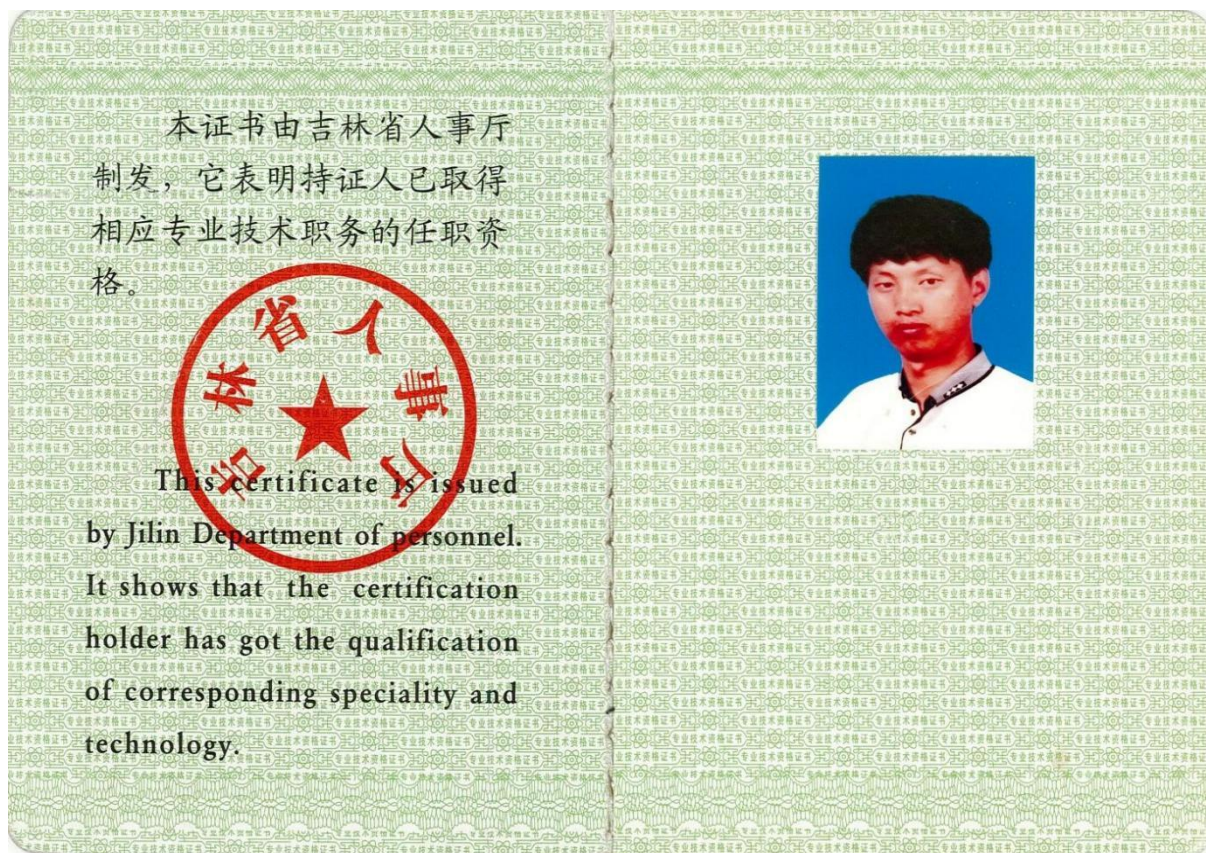 本证书由吉林省人事厅
制发，它表明持证人已取得
相应专业技术职务的任职资
格。
吉林省人事厅
This certificate is issued
by Jilin Department of personnel.
It shows that the certification
holder has got the qualification
of corresponding speciality and
technology.